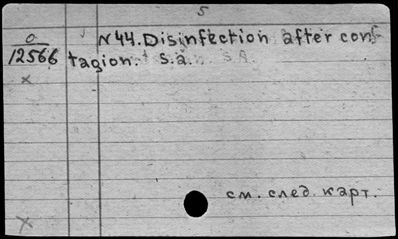 5
0
12566
x
N44. Disinfection after con-
tagion. s.a.
см. след. карт.
x